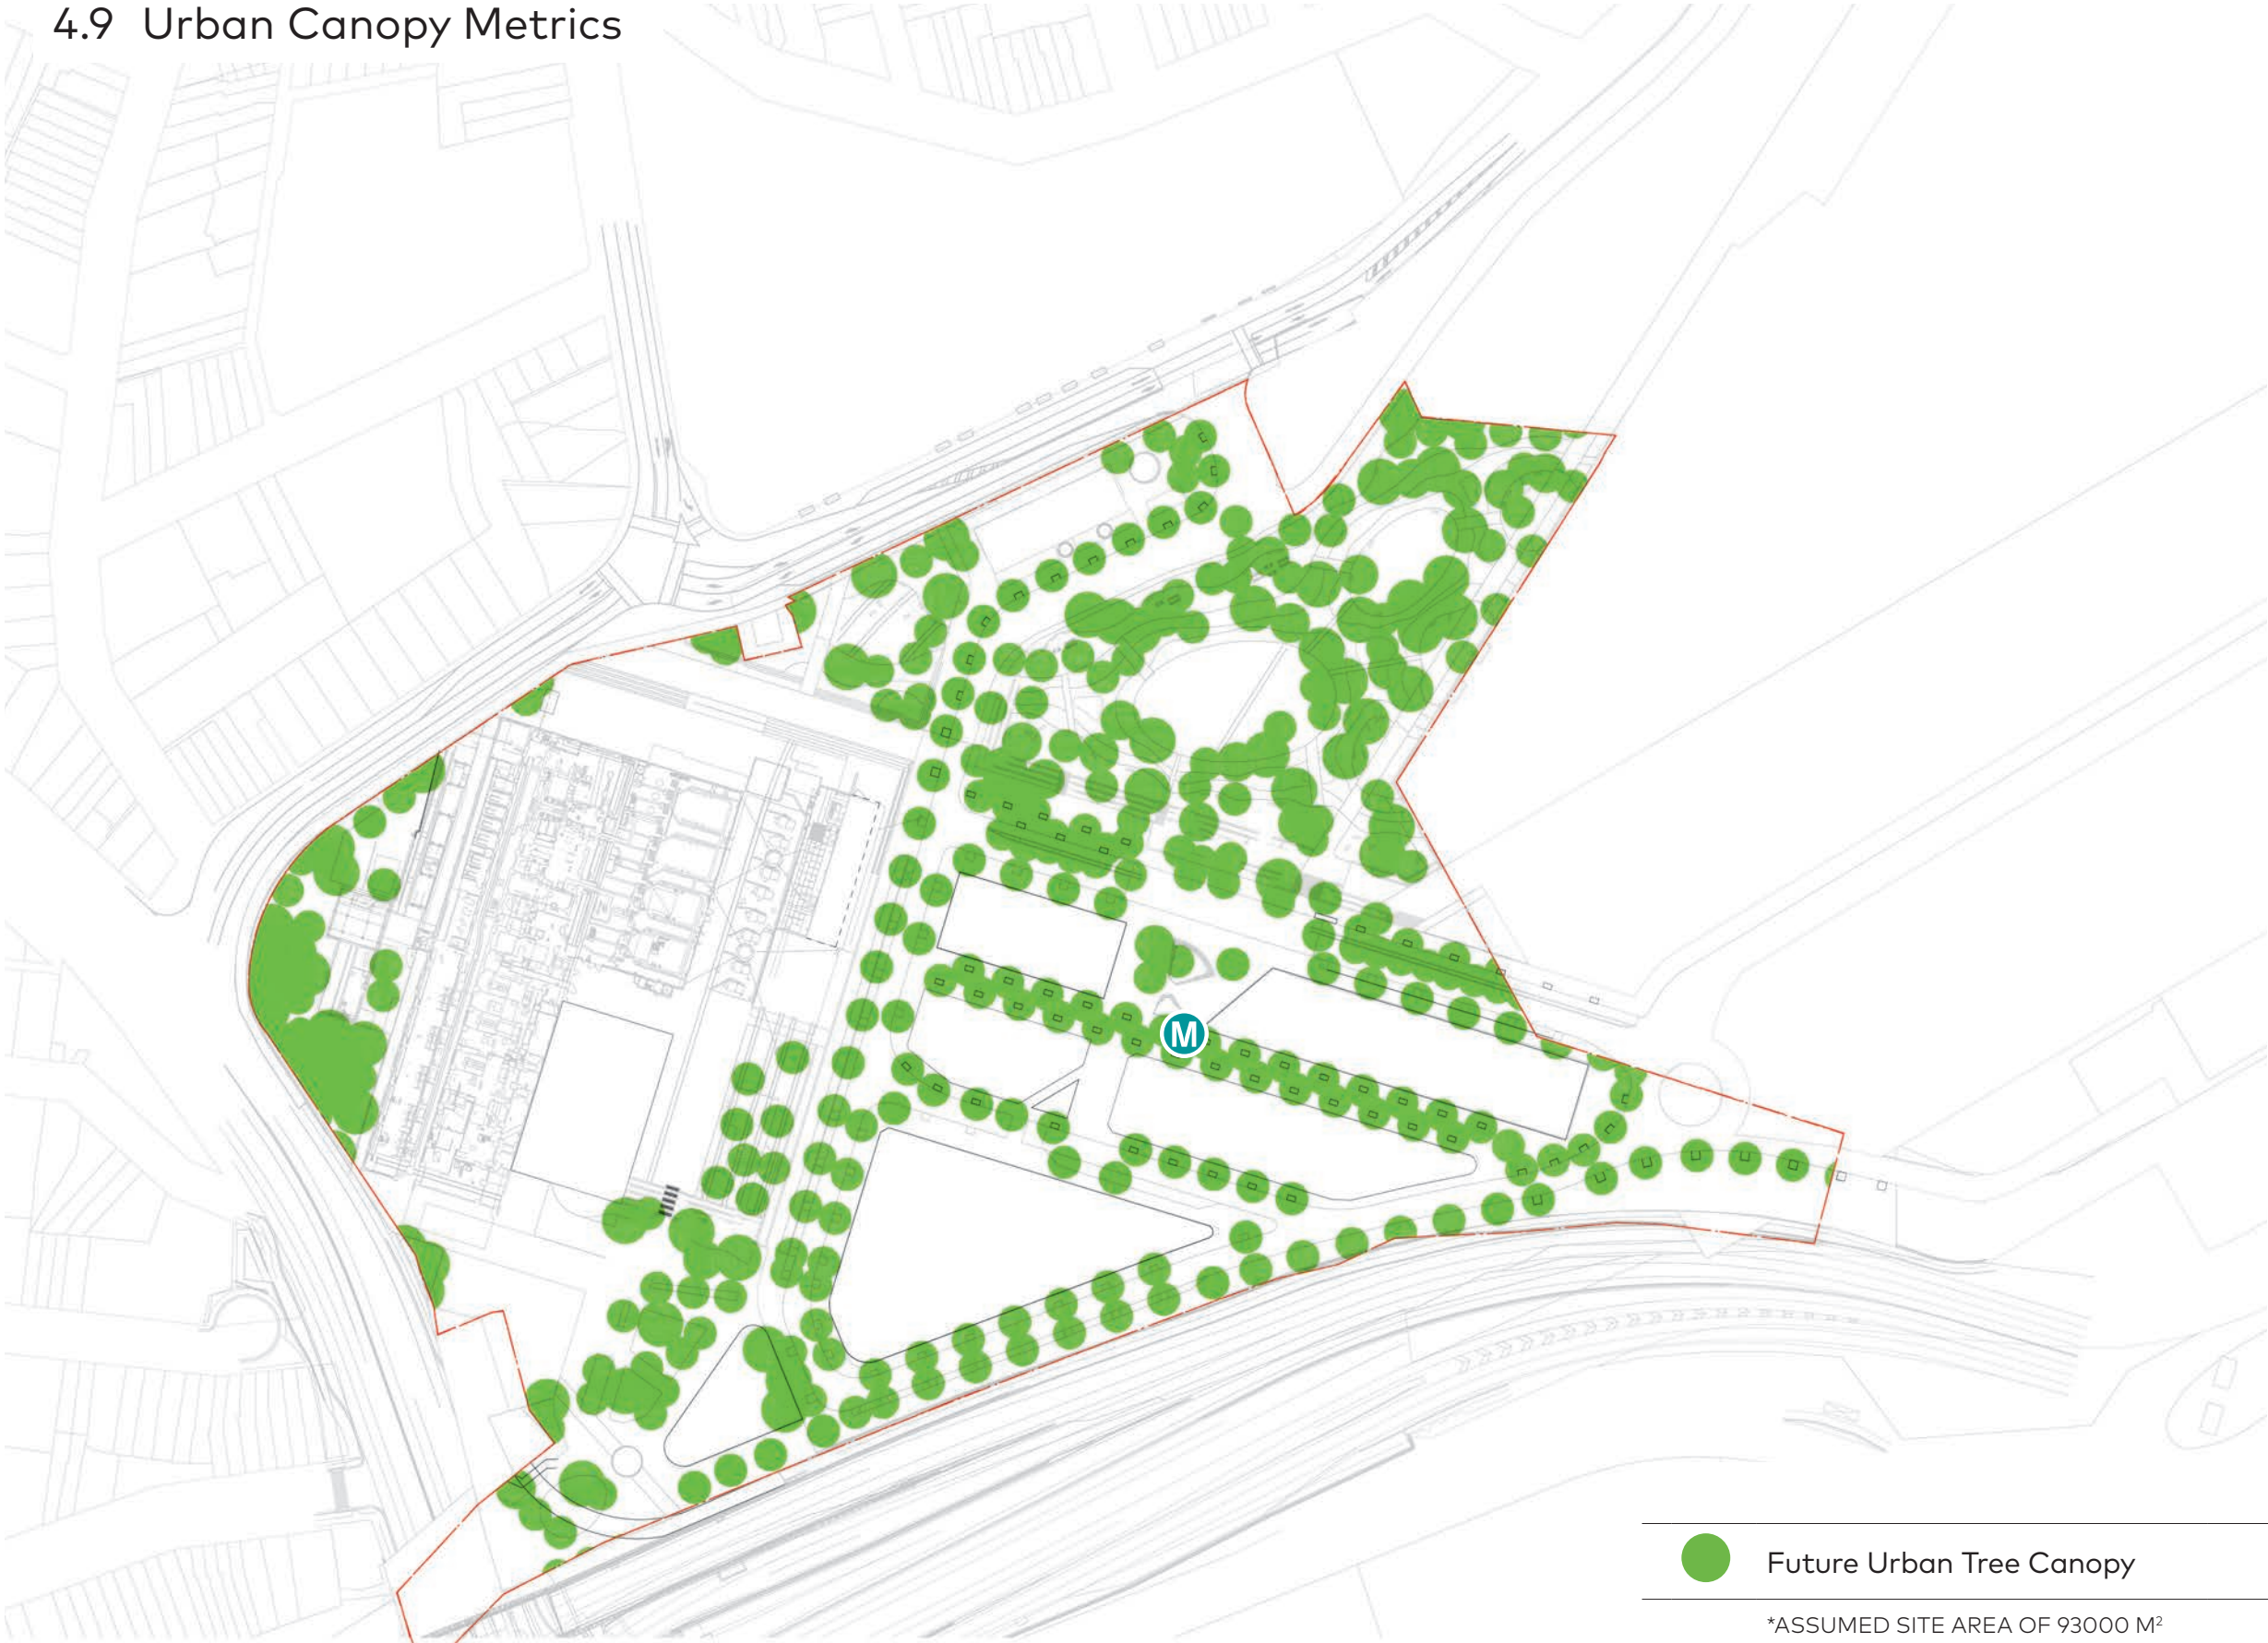 4.9 Urban Canopy Metrics
M
Future Urban Tree Canopy
*ASSUMED SITE AREA OF 93000 M²